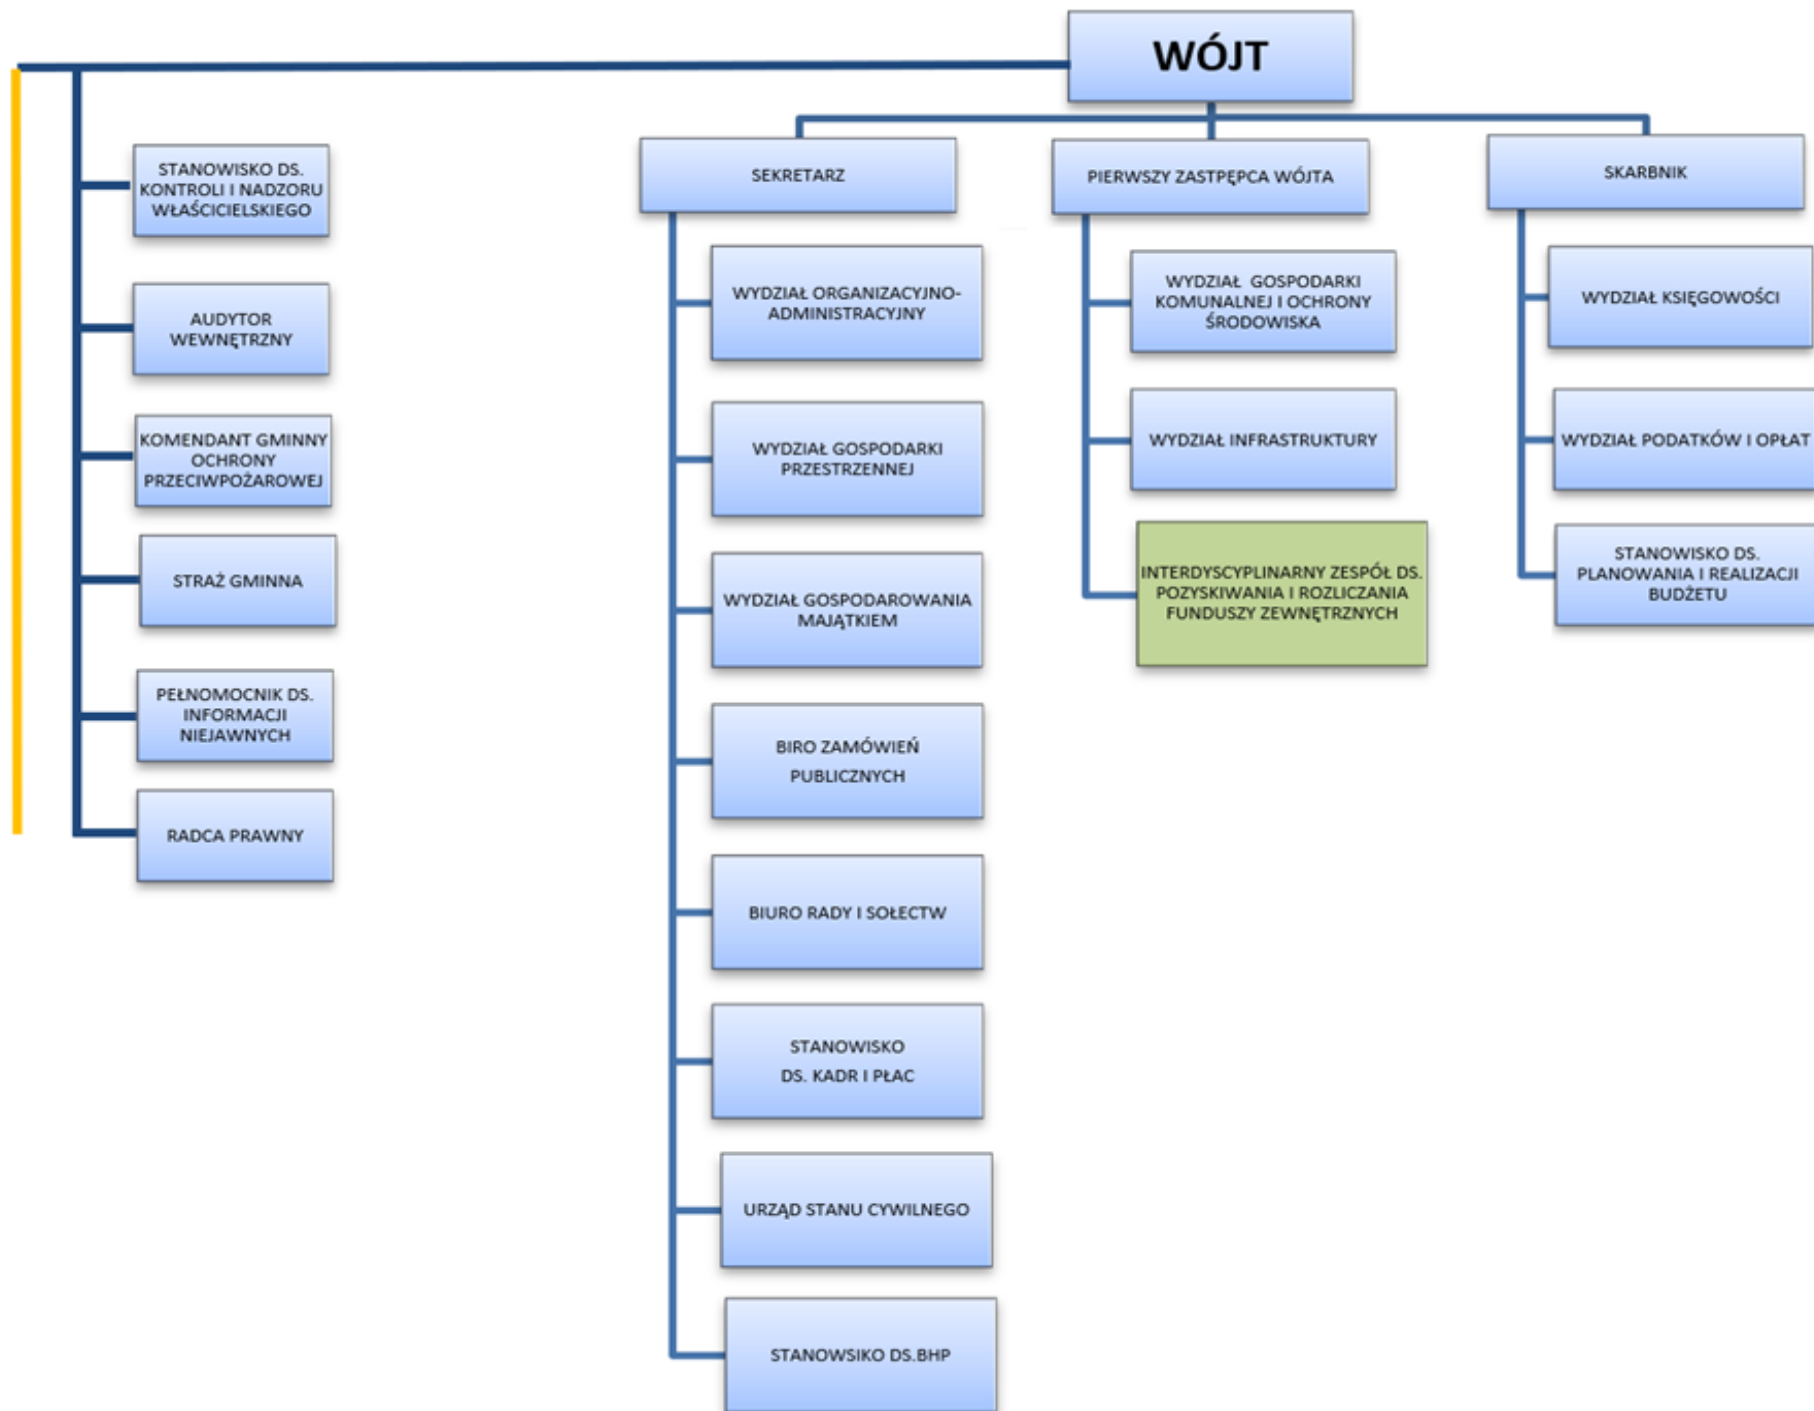 WÓJT
STANOWISKO DS.
KONTROLI I NADZORU
WŁAŚCICIELSKIEGO
AUDYTOR
WEWNĘTRZNY
KOMENDANT GMINNY
OCHRONY
PRZECIWPOŻAROWEJ
STRAŻ GMINNA
PEŁNOMOCNIK DS.
INFORMACJI
NIEJAWNYCH
RADCA PRAWNY
SEKRETARZ
WYDZIAŁ ORGANIZACYJNO-
ADMINISTRACYJNY
WYDZIAŁ GOSPODARKI
PRZESTRZENNEJ
WYDZIAŁ GOSPODAROWANIA
MAJĄTKIEM
BIRO ZAMÓWIEŃ
PUBLICZNYCH
BIURO RADY I SOŁECTW
STANOWISKO
DS. KADR I PŁAC
URZĄD STANU CYWILNEGO
STANOWSIKO DS.BHP
PIERWSZY ZASTPĘPCA WÓJTA
WYDZIAŁ GOSPODARKI
KOMUNALNEJ I OCHRONY
ŚRODOWISKA
WYDZIAŁ INFRASTRUKTURY
INTERDYSCYPLINARNY ZESPÓŁ DS.
POZYSKIWANIA I ROZLICZANIA
FUNDUSZY ZEWNĘTRZNYCH
SKARBNIK
WYDZIAŁ KSIĘGOWOŚCI
WYDZIAŁ PODATKÓW I OPŁAT
STANOWISKO DS.
PLANOWANIA I REALIZACJI
BUDŻETU